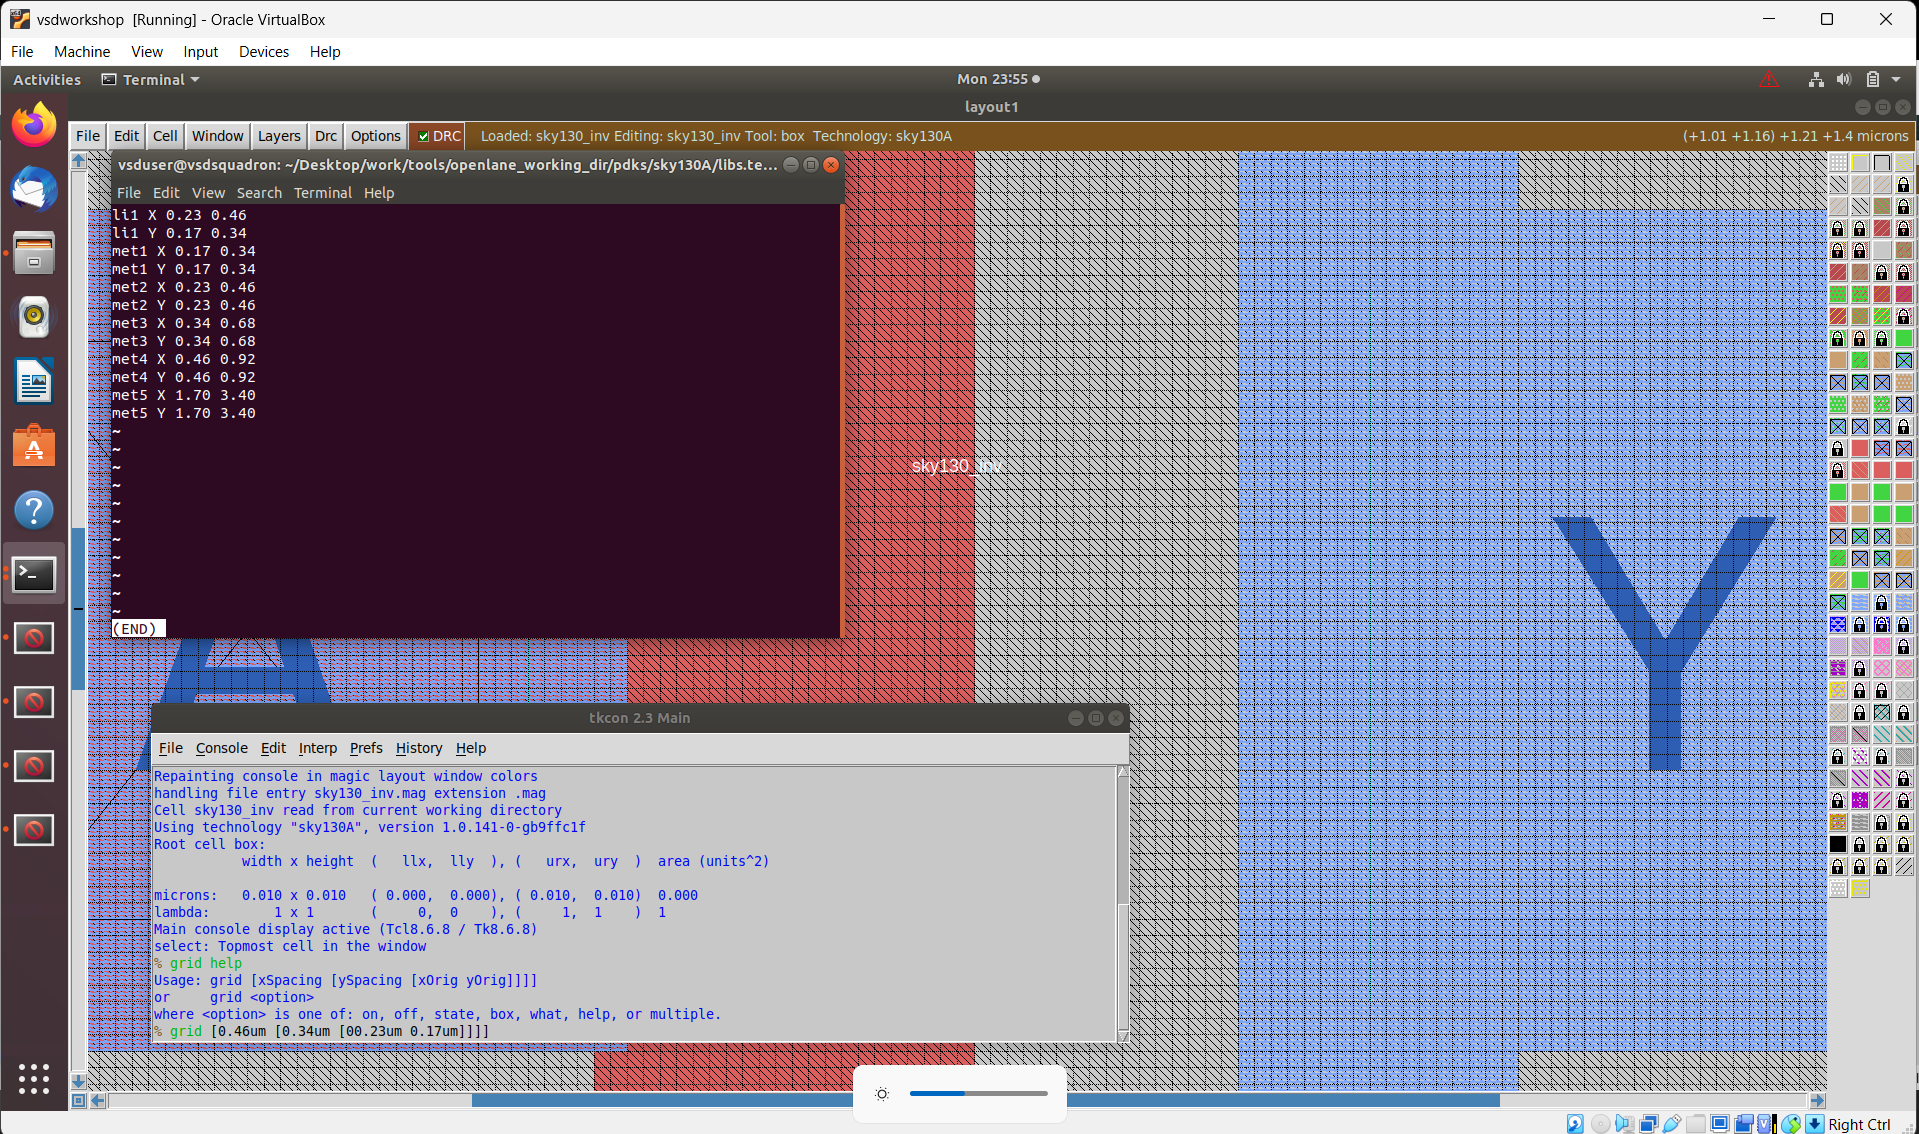 vsdworkshop [Running] - Oracle VirtualBox
File Machine View Input Devices Help
Activities Terminal Mon 23:55
layout1
File Edit Cell Window Layers Drc Options DRC Loaded: sky130_inv Editing: sky130_inv Tool: box Technology: sky130A (+1.01 +1.16) +1.21 +1.4 microns
vsduser@vsdsquadron: ~/Desktop/work/tools/openlane_working_dir/pdks/sky130A/libs.te...
File Edit View Search Terminal Help
li1 X 0.23 0.46
li1 Y 0.17 0.34
met1 X 0.17 0.34
met1 Y 0.17 0.34
met2 X 0.23 0.46
met2 Y 0.23 0.46
met3 X 0.34 0.68
met3 Y 0.34 0.68
met4 X 0.46 0.92
met4 Y 0.46 0.92
met5 X 1.70 3.40
met5 Y 1.70 3.40
~
~
~
~
~
~
~
~
~
~
~
(END)
sky130_inv
Y
A
tkcon 2.3 Main
File Console Edit Interp Prefs History Help
Repainting console in magic layout window colors
handling file entry sky130_inv.mag extension .mag
Cell sky130_inv read from current working directory
Using technology "sky130A", version 1.0.141-0-gb9ffc1f
Root cell box:
width x height ( llx, lly ), ( urx, ury ) area (units^2)
microns: 0.010 x 0.010 ( 0.000, 0.000), ( 0.010, 0.010) 0.000
lambda: 1 x 1 ( 0, 0 ), ( 1, 1 ) 1
Main console display active (Tcl8.6.8 / Tk8.6.8)
select: Topmost cell in the window
% grid help
Usage: grid [xSpacing [ySpacing [xOrig yOrig]]]]
or grid <option>
where <option> is one of: on, off, state, box, what, help, or multiple.
% grid [0.46um [0.34um [00.23um 0.17um]]]]
Right Ctrl